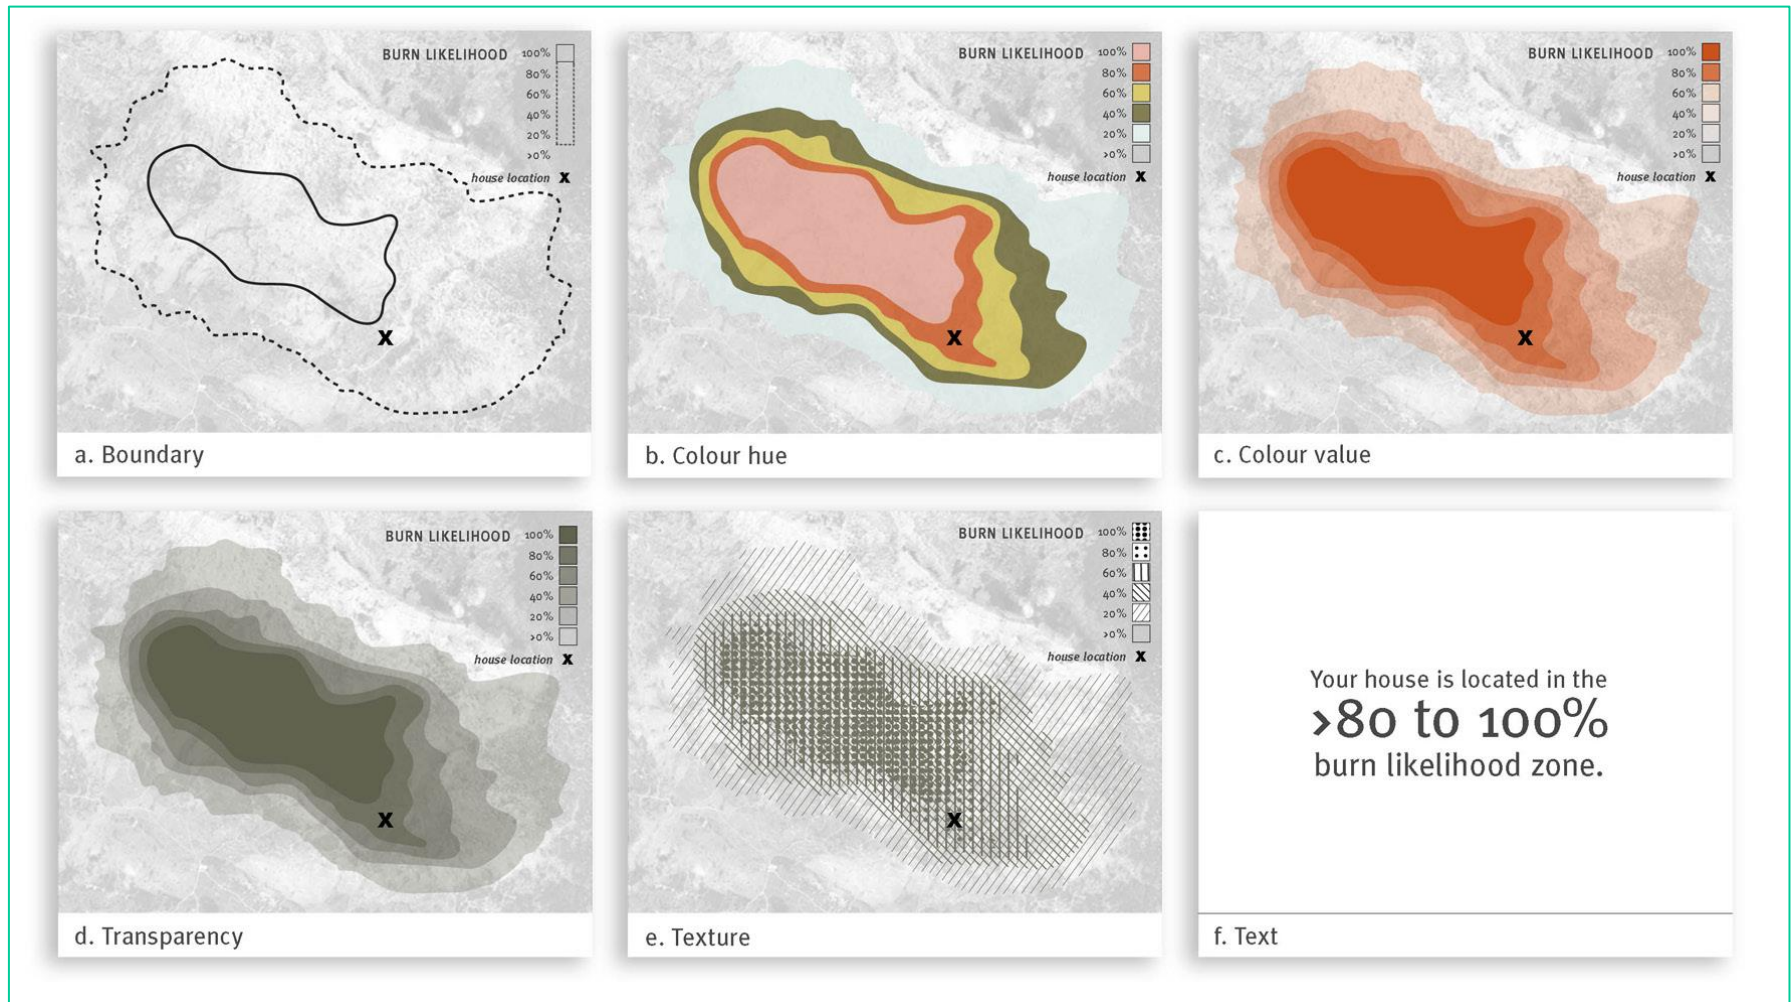 BURN LIKELIHOOD 100%
80%
60%
40%
20%
>0%
house location X
X
a. Boundary
BURN LIKELIHOOD 100%
80%
60%
40%
20%
>0%
house location X
X
b. Colour hue
BURN LIKELIHOOD 100%
80%
60%
40%
20%
>0%
house location X
X
c. Colour value
BURN LIKELIHOOD 100%
80%
60%
40%
20%
>0%
house location X
X
d. Transparency
BURN LIKELIHOOD 100%
80%
60%
40%
20%
>0%
house location X
X
e. Texture
Your house is located in the
>80 to 100%
burn likelihood zone.
f. Text